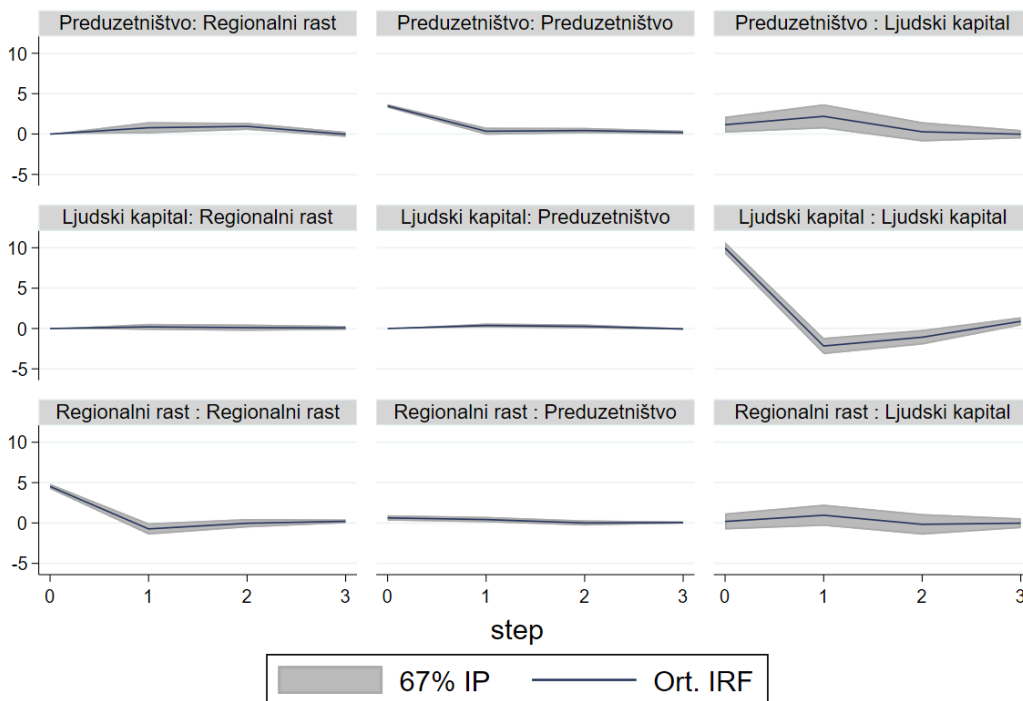 Preduzetništvo: Regionalni rast
Preduzetništvo: Preduzetništvo
Preduzetništvo : Ljudski kapital
10
5
0
-5
Ljudski kapital: Regionalni rast
Ljudski kapital: Preduzetništvo
Ljudski kapital : Ljudski kapital
10
5
0
-5
Regionalni rast : Regionalni rast
Regionalni rast : Preduzetništvo
Regionalni rast : Ljudski kapital
10
5
0
-5
0 1 2 3
0 1 2 3
0 1 2 3
step
67% IP
Ort. IRF